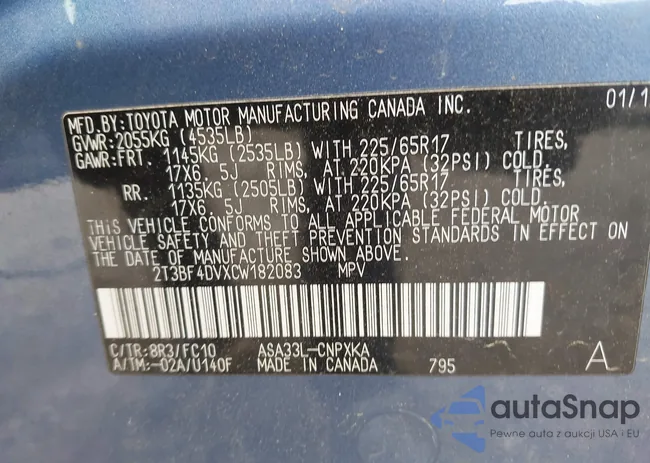 MFD.BY:TOYOTA MOTOR MANUFACTURING CANADA INC. 01/1
GVWR:2055KG (4535LB)
GAWR:FRT. 1145KG (2535LB) WITH 225/65R17 TIRES,
17X6. 5J RIMS, AT 220KPA (32PSI) COLD.
RR. 1135KG (2505LB) WITH 225/65R17 TIRES,
17X6. 5J RIMS, AT 220KPA (32PSI) COLD.
THIS VEHICLE CONFORMS TO ALL APPLICABLE FEDERAL MOTOR
VEHICLE SAFETY AND THEFT PREVENTION STANDARDS IN EFFECT ON
THE DATE OF MANUFACTURE SHOWN ABOVE.
2T3BF4DVXCW182083 MPV
C/TR:8R3/FC10 ASA33L-CNPXKA
A/TM:-02A/U140F MADE IN CANADA 795 A
autoSnap
Pewne auto z aukcji USA i EU